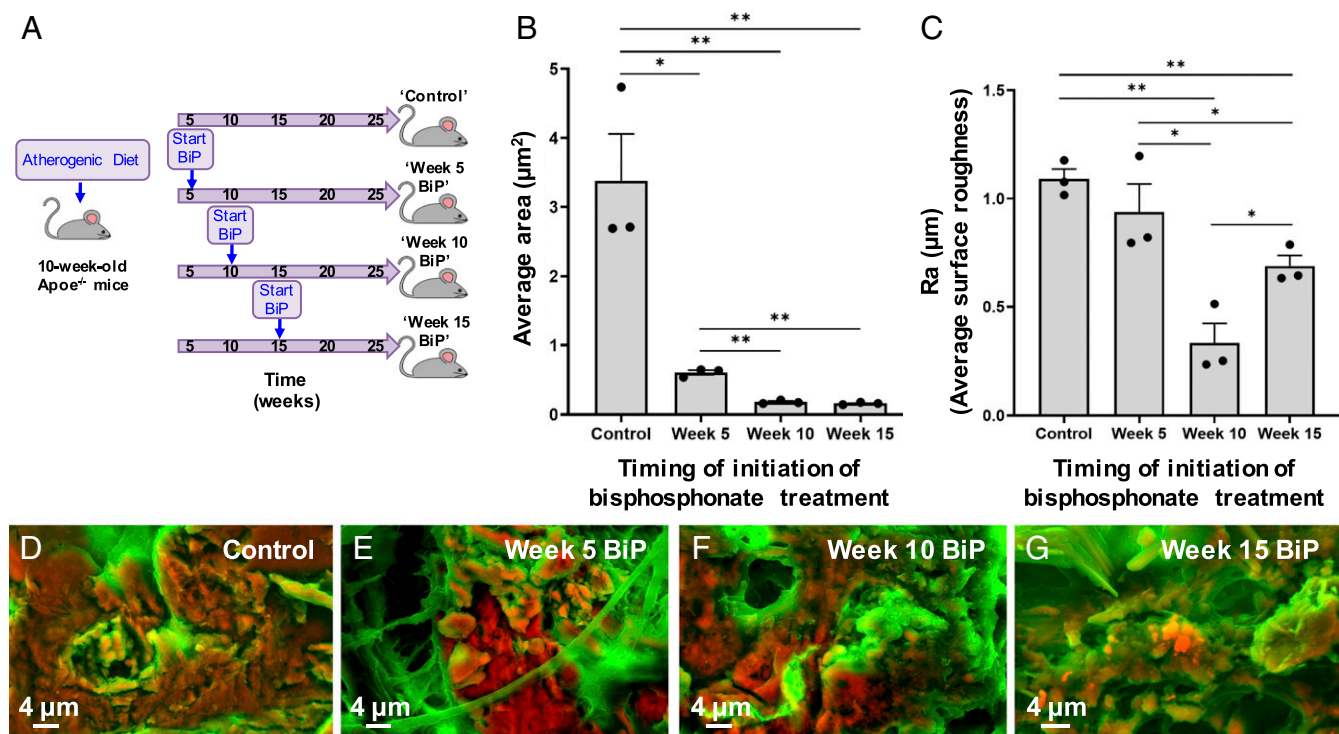 A
Atherogenic Diet
10-week-old
Apoe-/- mice
5 10 15 20 25
'Control'
Start
BiP
5 10 15 20 25
'Week 5
BiP'
Start
BiP
5 10 15 20 25
'Week 10
BiP'
Start
BiP
5 10 15 20 25
'Week 15
BiP'
Time
(weeks)
B
**
**
*
**
**
Average area (µm²)
5
4
3
2
1
0
Control Week 5 Week 10 Week 15
Timing of initiation of
bisphosphonate treatment
C
**
**
*
*
*
Ra (µm)
(Average surface roughness)
1.5
1.0
0.5
0.0
Control Week 5 Week 10 Week 15
Timing of initiation of
bisphosphonate treatment
D
Control
4 µm
E
Week 5 BiP
4 µm
F
Week 10 BiP
4 µm
G
Week 15 BiP
4 µm